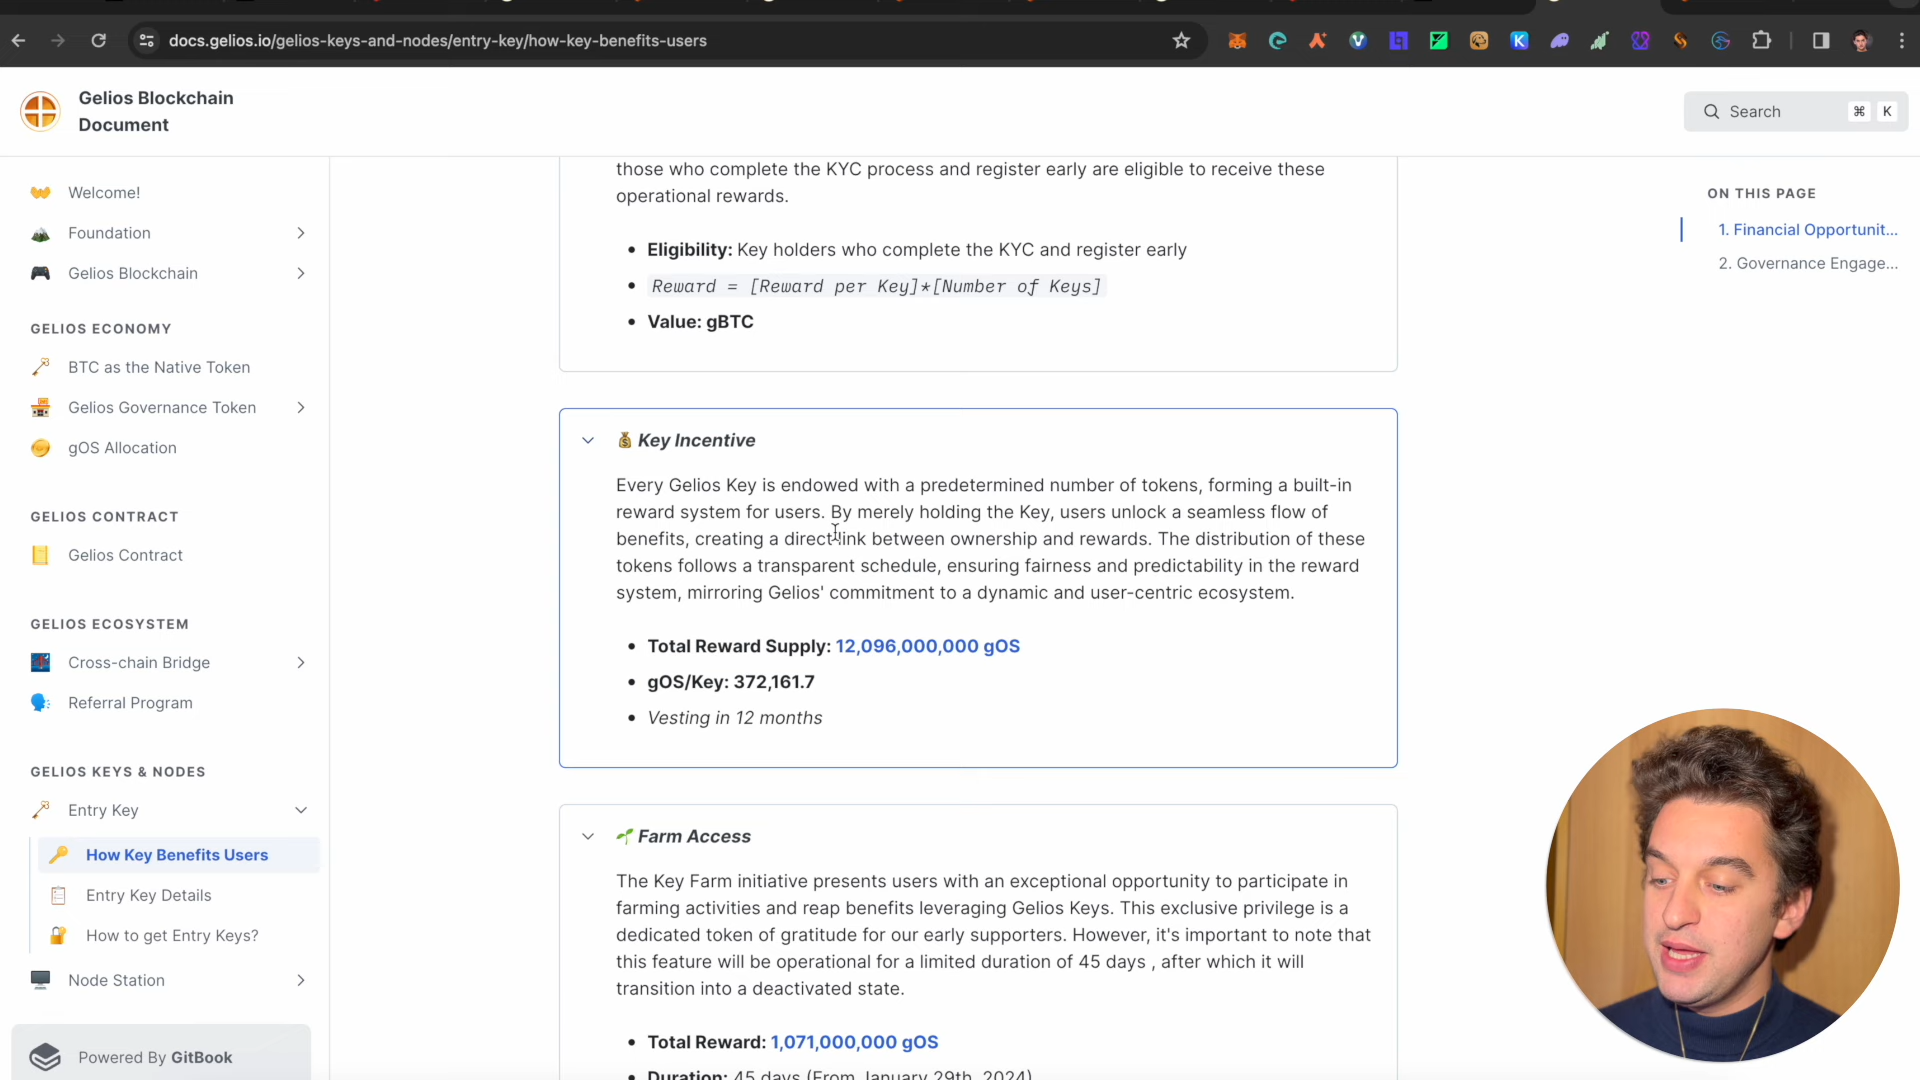 docs.gelios.io/gelios-keys-and-nodes/entry-key/how-key-benefits-users
Gelios Blockchain
Document
Search
⌘ K
Welcome!
Foundation
Gelios Blockchain
GELIOS ECONOMY
BTC as the Native Token
Gelios Governance Token
gOS Allocation
GELIOS CONTRACT
Gelios Contract
GELIOS ECOSYSTEM
Cross-chain Bridge
Referral Program
GELIOS KEYS & NODES
Entry Key
How Key Benefits Users
Entry Key Details
How to get Entry Keys?
Node Station
Powered By GitBook
those who complete the KYC process and register early are eligible to receive these
operational rewards.
• Eligibility: Key holders who complete the KYC and register early
• Reward = [Reward per Key]*[Number of Keys]
• Value: gBTC
Key Incentive
Every Gelios Key is endowed with a predetermined number of tokens, forming a built-in
reward system for users. By merely holding the Key, users unlock a seamless flow of
benefits, creating a direct link between ownership and rewards. The distribution of these
tokens follows a transparent schedule, ensuring fairness and predictability in the reward
system, mirroring Gelios' commitment to a dynamic and user-centric ecosystem.
• Total Reward Supply: 12,096,000,000 gOS
• gOS/Key: 372,161.7
• Vesting in 12 months
Farm Access
The Key Farm initiative presents users with an exceptional opportunity to participate in
farming activities and reap benefits leveraging Gelios Keys. This exclusive privilege is a
dedicated token of gratitude for our early supporters. However, it's important to note that
this feature will be operational for a limited duration of 45 days , after which it will
transition into a deactivated state.
• Total Reward: 1,071,000,000 gOS
• Duration: 45 days (From January 29th, 2024)
ON THIS PAGE
1. Financial Opportunit...
2. Governance Engage...